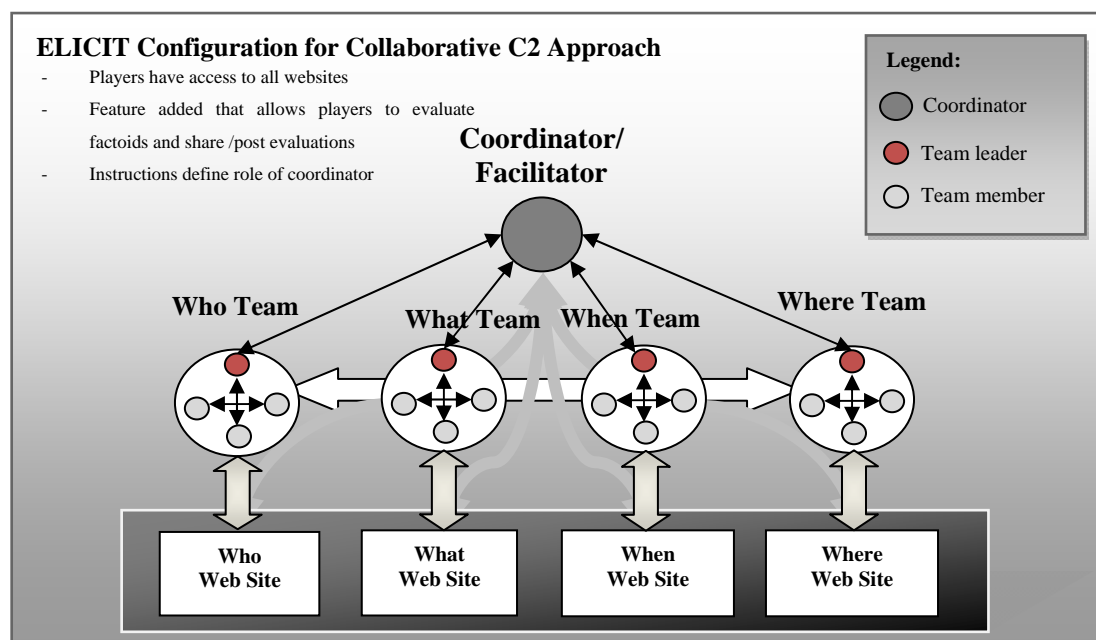 ELICIT Configuration for Collaborative C2 Approach
- Players have access to all websites
- Feature added that allows players to evaluate
factoids and share /post evaluations
- Instructions define role of coordinator
Legend:
Coordinator
Team leader
Team member
Coordinator/
Facilitator
Who Team
What Team
When Team
Where Team
Who
Web Site
What
Web Site
When
Web Site
Where
Web Site